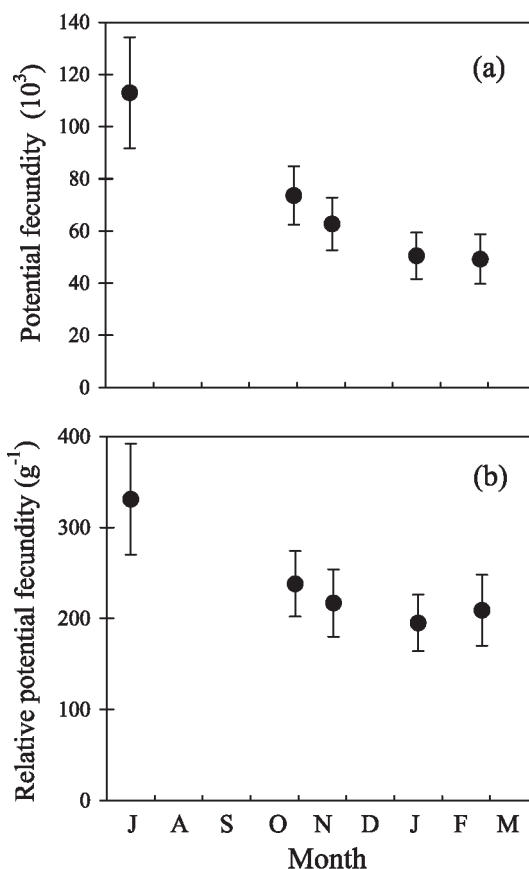 140
(a)
120
100
80
60
40
20
0
Potential fecundity (10³)
400
(b)
300
200
100
0
Relative potential fecundity (g⁻¹)
J A S O N D J F M
Month